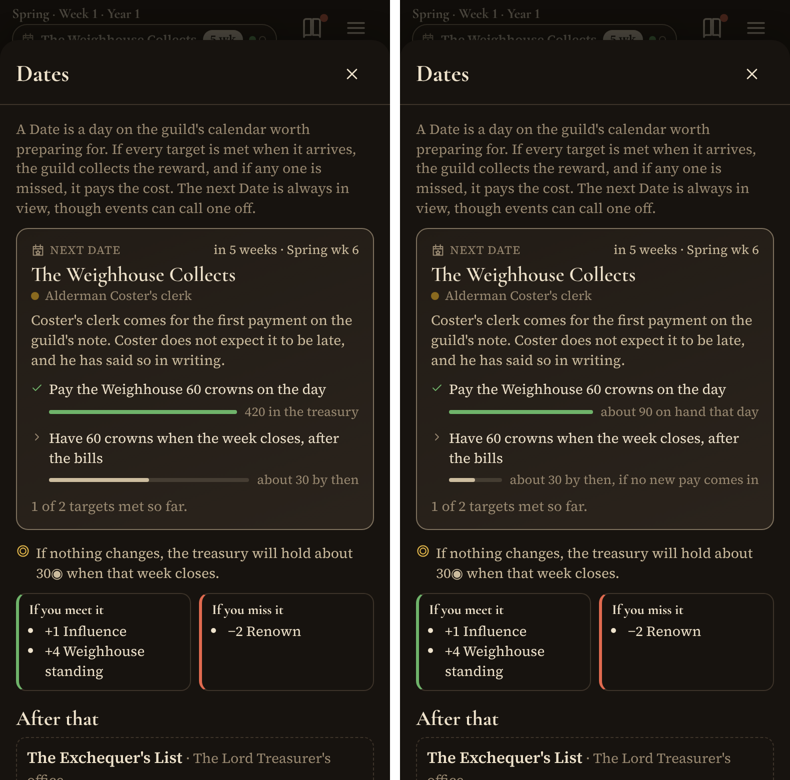 Spring · Week 1 · Year 1
The Weighhouse Collects
5 wk
Dates
A Date is a day on the guild's calendar worth
preparing for. If every target is met when it arrives,
the guild collects the reward, and if any one is
missed, it pays the cost. The next Date is always in
view, though events can call one off.
NEXT DATE in 5 weeks · Spring wk 6
The Weighhouse Collects
Alderman Coster's clerk
Coster's clerk comes for the first payment on the
guild's note. Coster does not expect it to be late,
and he has said so in writing.
Pay the Weighhouse 60 crowns on the day
420 in the treasury
Have 60 crowns when the week closes, after
the bills
about 30 by then
1 of 2 targets met so far.
If nothing changes, the treasury will hold about
30◉ when that week closes.
If you meet it
• +1 Influence
• +4 Weighhouse
standing
If you miss it
• −2 Renown
After that
The Exchequer's List · The Lord Treasurer's
office
Spring · Week 1 · Year 1
The Weighhouse Collects
5 wk
Dates
A Date is a day on the guild's calendar worth
preparing for. If every target is met when it arrives,
the guild collects the reward, and if any one is
missed, it pays the cost. The next Date is always in
view, though events can call one off.
NEXT DATE in 5 weeks · Spring wk 6
The Weighhouse Collects
Alderman Coster's clerk
Coster's clerk comes for the first payment on the
guild's note. Coster does not expect it to be late,
and he has said so in writing.
Pay the Weighhouse 60 crowns on the day
about 90 on hand that day
Have 60 crowns when the week closes, after
the bills
about 30 by then, if no new pay comes in
1 of 2 targets met so far.
If nothing changes, the treasury will hold about
30◉ when that week closes.
If you meet it
• +1 Influence
• +4 Weighhouse
standing
If you miss it
• −2 Renown
After that
The Exchequer's List · The Lord Treasurer's
office